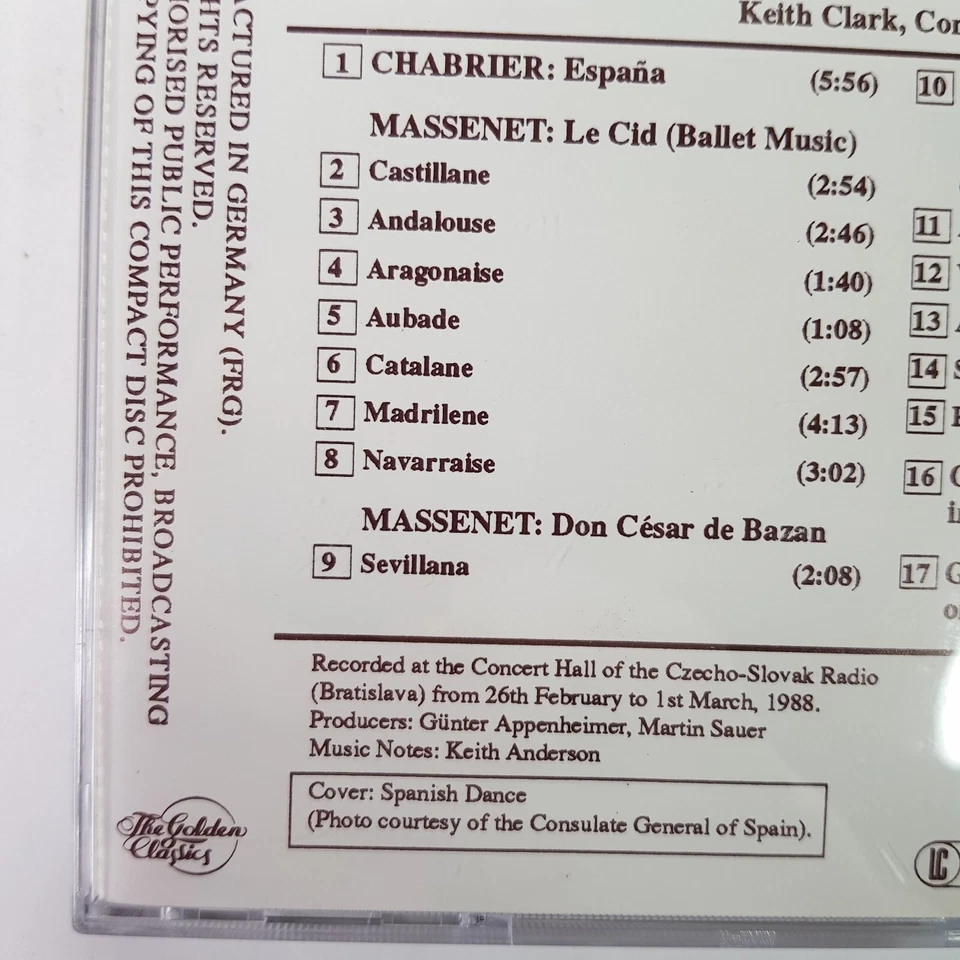 Keith Clark,
1 CHABRIER: España (5:56)
MASSENET: Le Cid (Ballet Music)
2 Castillane (2:54)
3 Andalouse (2:46)
4 Aragonaise (1:40)
5 Aubade (1:08)
6 Catalane (2:57)
7 Madrilene (4:13)
8 Navarraise (3:02)
MASSENET: Don César de Bazan
9 Sevillana (2:08)
10
11
12
13
14
15
16
17
Recorded at the Concert Hall of the Czecho-Slovak Radio
(Bratislava) from 26th February to 1st March, 1988.
Producers: Günter Appenheimer, Martin Sauer
Music Notes: Keith Anderson
Cover: Spanish Dance
(Photo courtesy of the Consulate General of Spain).
ACTURED IN GERMANY (FRG).
HTS RESERVED.
HORISED PUBLIC PERFORMANCE, BROADCASTING
PYING OF THIS COMPACT DISC PROHIBITED.
The Golden
Classics
LC